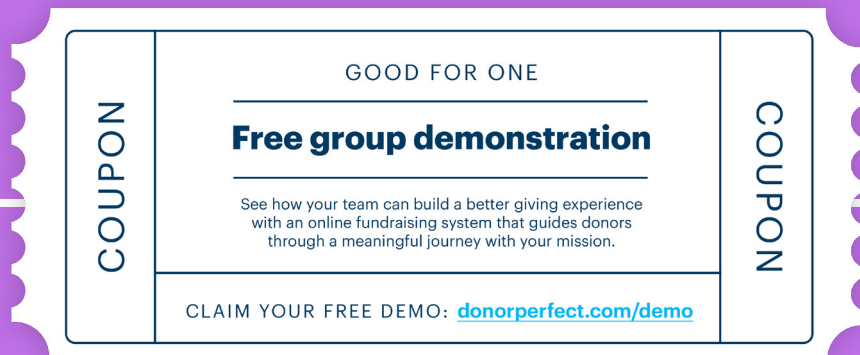 COUPON
GOOD FOR ONE
Free group demonstration
See how your team can build a better giving experience
with an online fundraising system that guides donors
through a meaningful journey with your mission.
CLAIM YOUR FREE DEMO: donorperfect.com/demo
COUPON